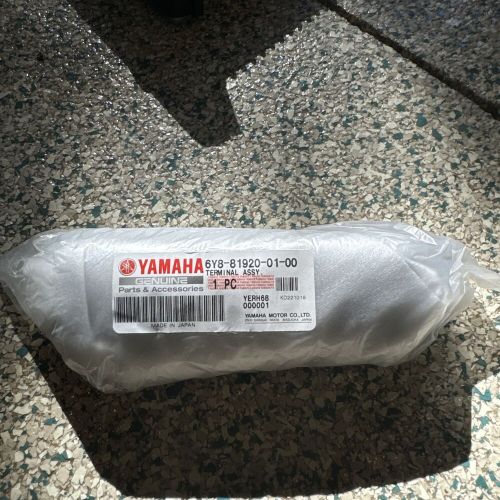 YAMAHA
GENUINE
Parts & Accessories
6Y8-81920-01-00
TERMINAL ASSY.
1 PC
YERH68
000001
KD221016
MADE IN JAPAN
YAMAHA MOTOR CO.,LTD.